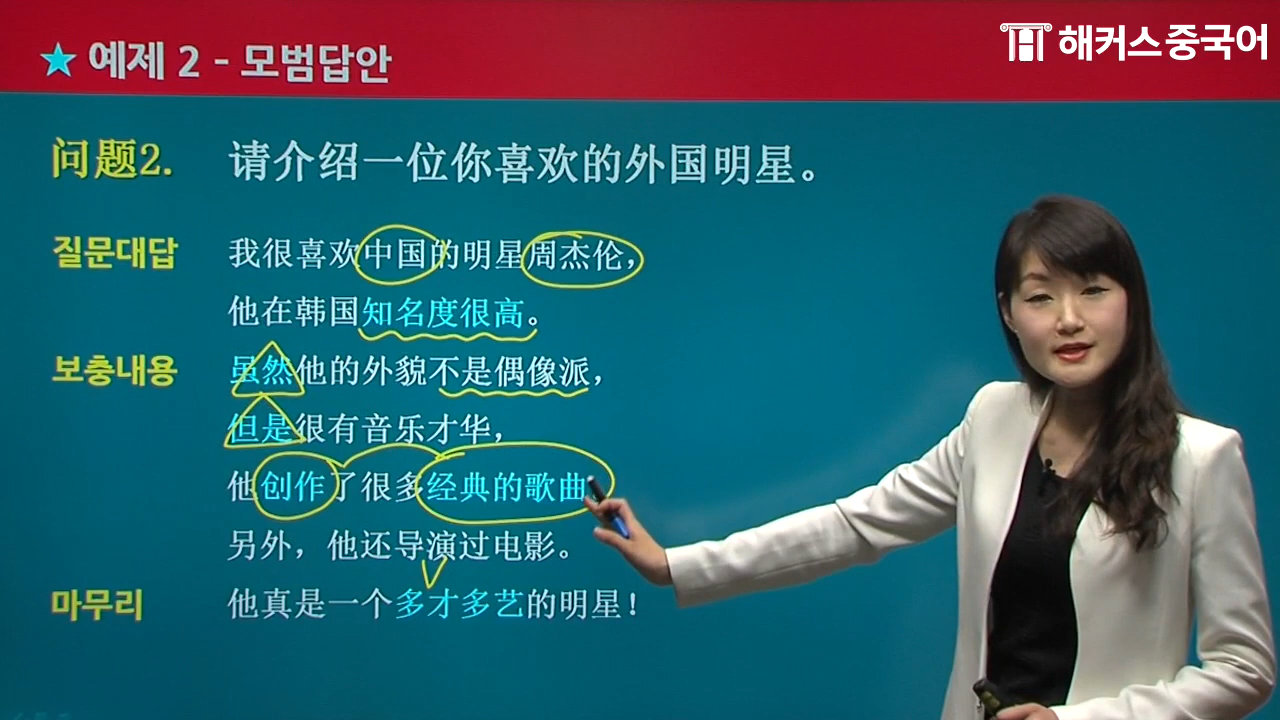 ★ 예제 2 - 모범답안
해커스중국어
问题2. 请介绍一位你喜欢的外国明星。
질문대답 我很喜欢中国的明星周杰伦，
他在韩国知名度很高。
보충내용 虽然他的外貌不是偶像派，
但是很有音乐才华，
他创作了很多经典的歌曲
另外，他还导演过电影。
마무리 他真是一个多才多艺的明星！